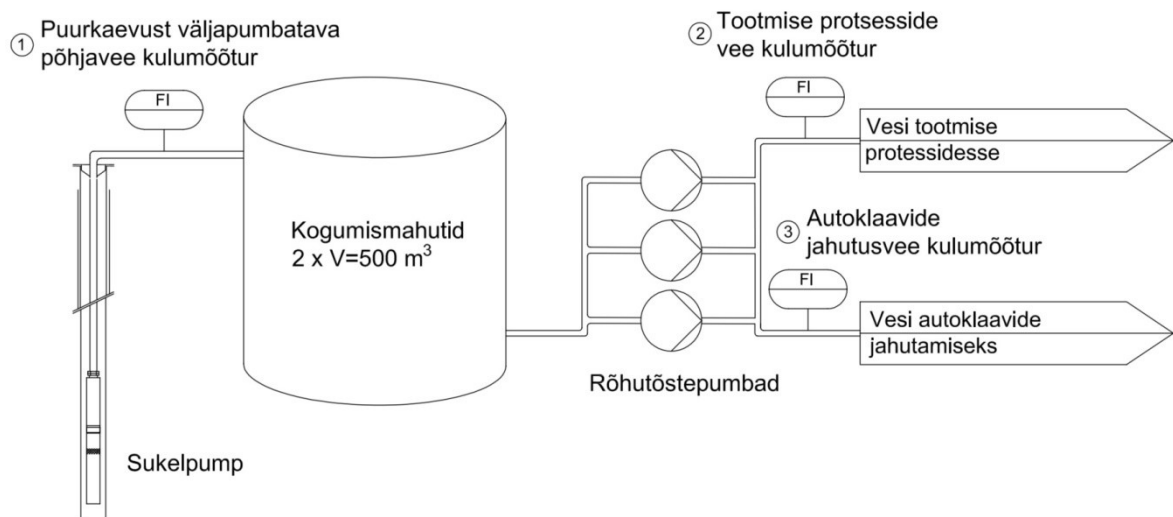 ① Puurkaevust väljapumbatava
põhjavee kulumõõtur
FI
Kogumismahutid
2 x V=500 m³
Sukelpump
Rõhutõstepumbad
② Tootmise protsesside
vee kulumõõtur
FI
Vesi tootmise
protessidesse
③ Autoklaavide
jahutusvee kulumõõtur
FI
Vesi autoklaavide
jahutamiseks